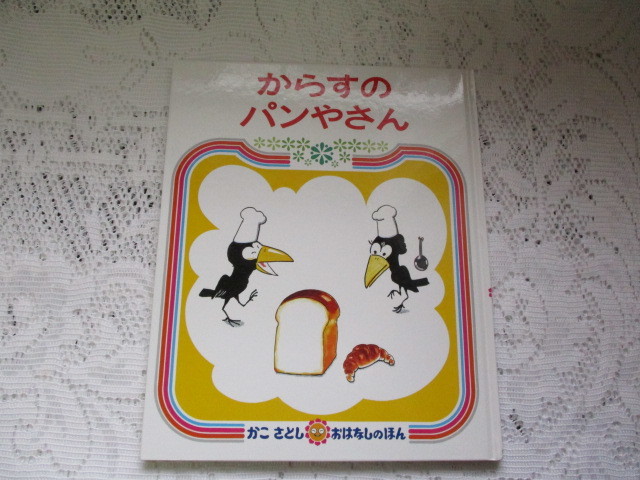 からすの
パンやさん
かこ さとし おはなしのほん